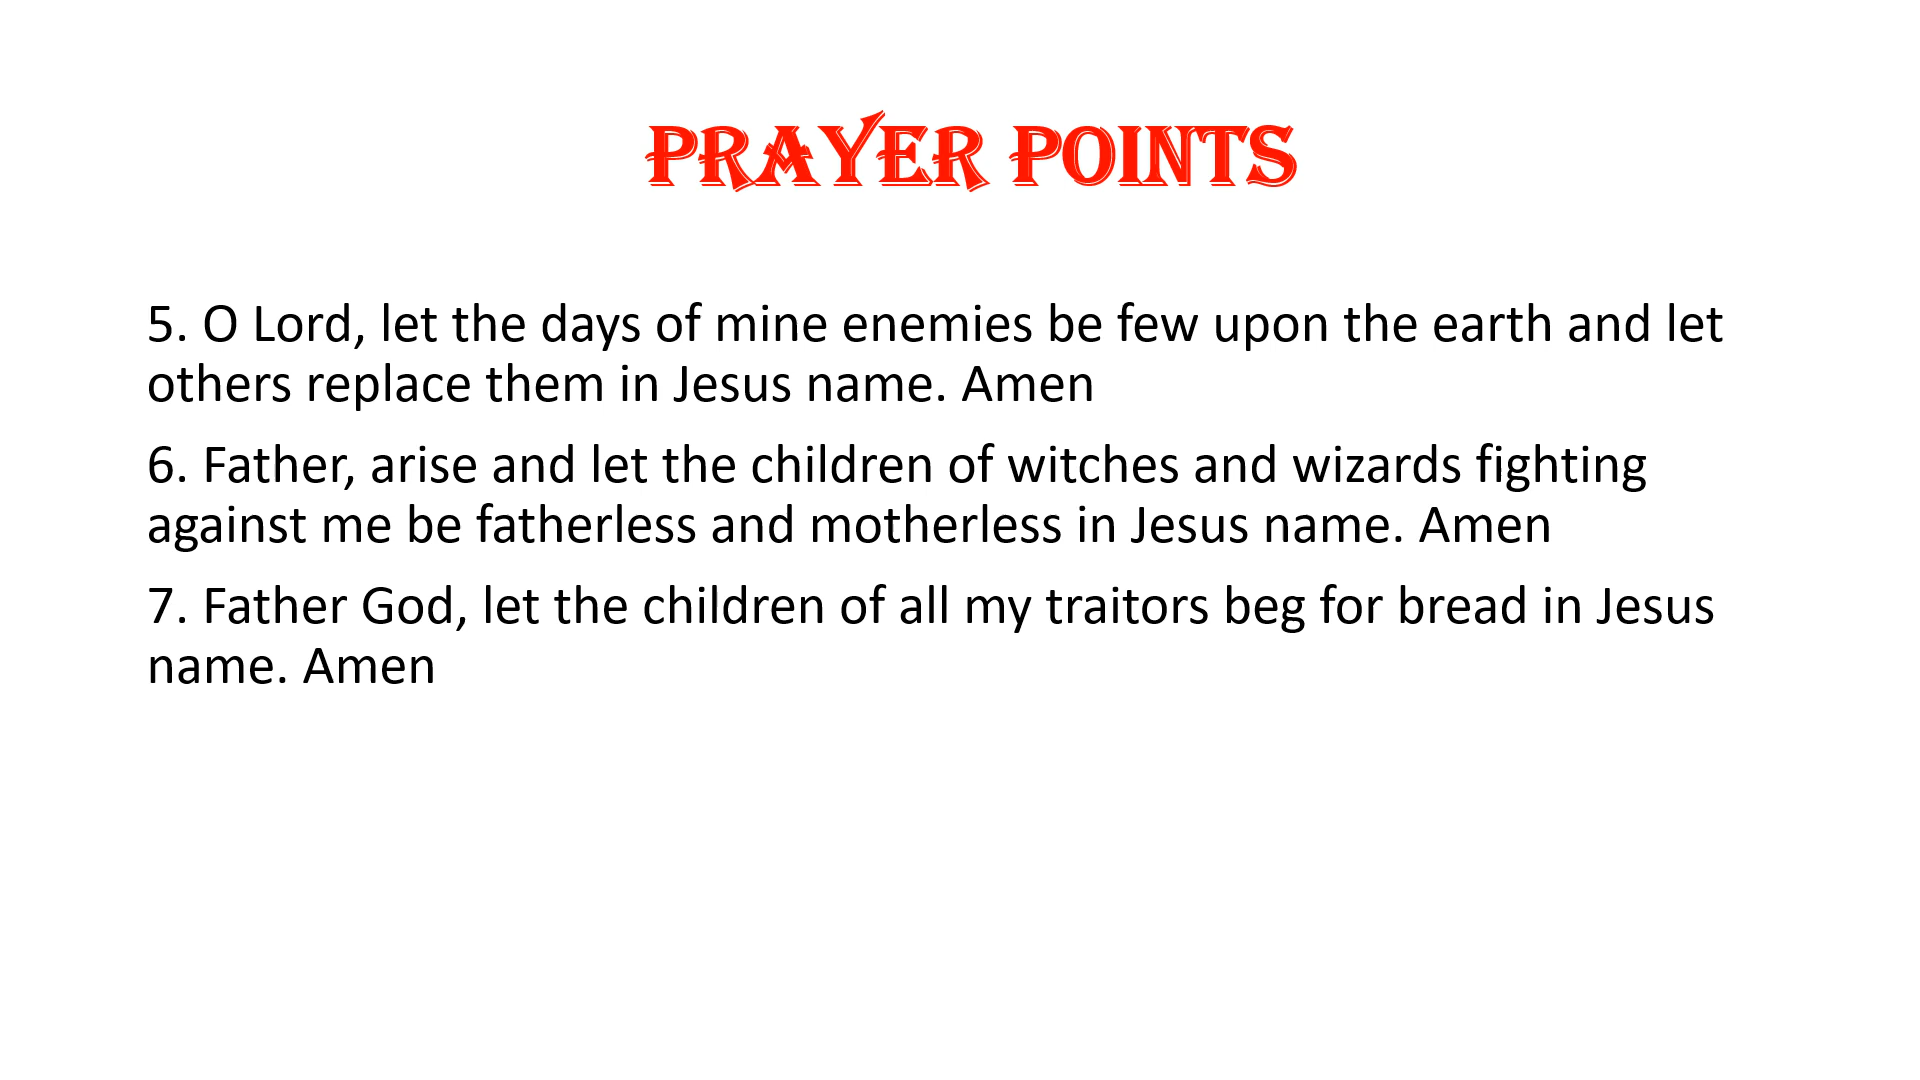 PRAYER POINTS
5. O Lord, let the days of mine enemies be few upon the earth and let
others replace them in Jesus name. Amen
6. Father, arise and let the children of witches and wizards fighting
against me be fatherless and motherless in Jesus name. Amen
7. Father God, let the children of all my traitors beg for bread in Jesus
name. Amen